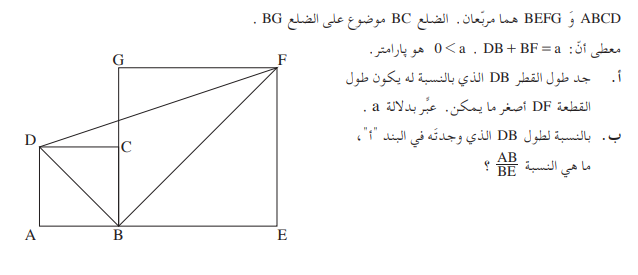 ABCD وَ BEFG هما مربّعان. الضلع BC موضوع على الضلع BG .
معطى أنّ: DB + BF = a . 0 < a هو پارامتر.
أ. جد طول القطر DB الذي بالنسبة له يكون طول
القطعة DF أصغر ما يمكن. عبِّر بدلالة a .
ب. بالنسبة لطول DB الذي وجدتَه في البند "أ"،
ما هي النسبة AB/BE ؟
G F
D C
A B E